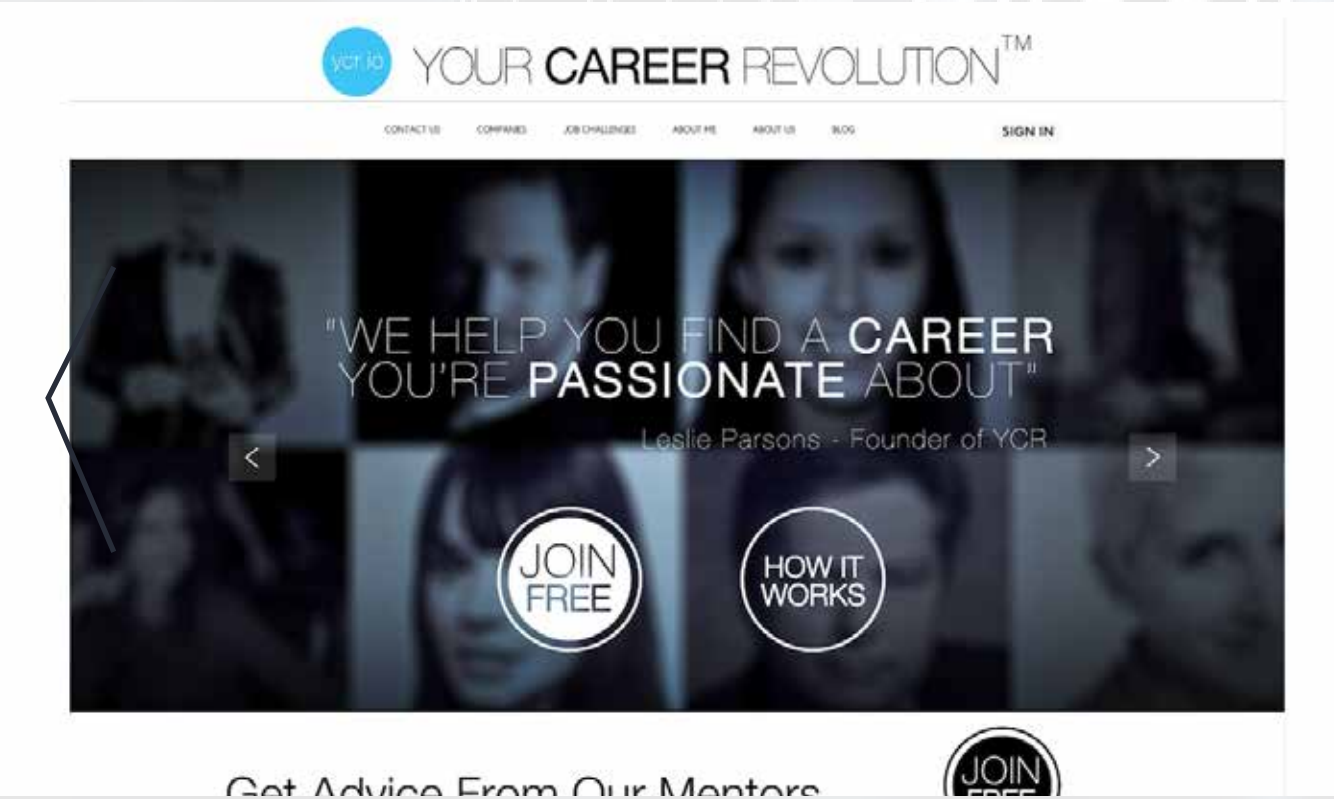 ycr.io
YOUR CAREER REVOLUTION™
CONTACT US COMPANIES JOB CHALLENGES ABOUT ME ABOUT US BLOG SIGN IN
"WE HELP YOU FIND A CAREER
YOU'RE PASSIONATE ABOUT"
Leslie Parsons - Founder of YCR
< >
JOIN
FREE
HOW IT
WORKS
Get Advice From Our Mentors
JOIN
FREE